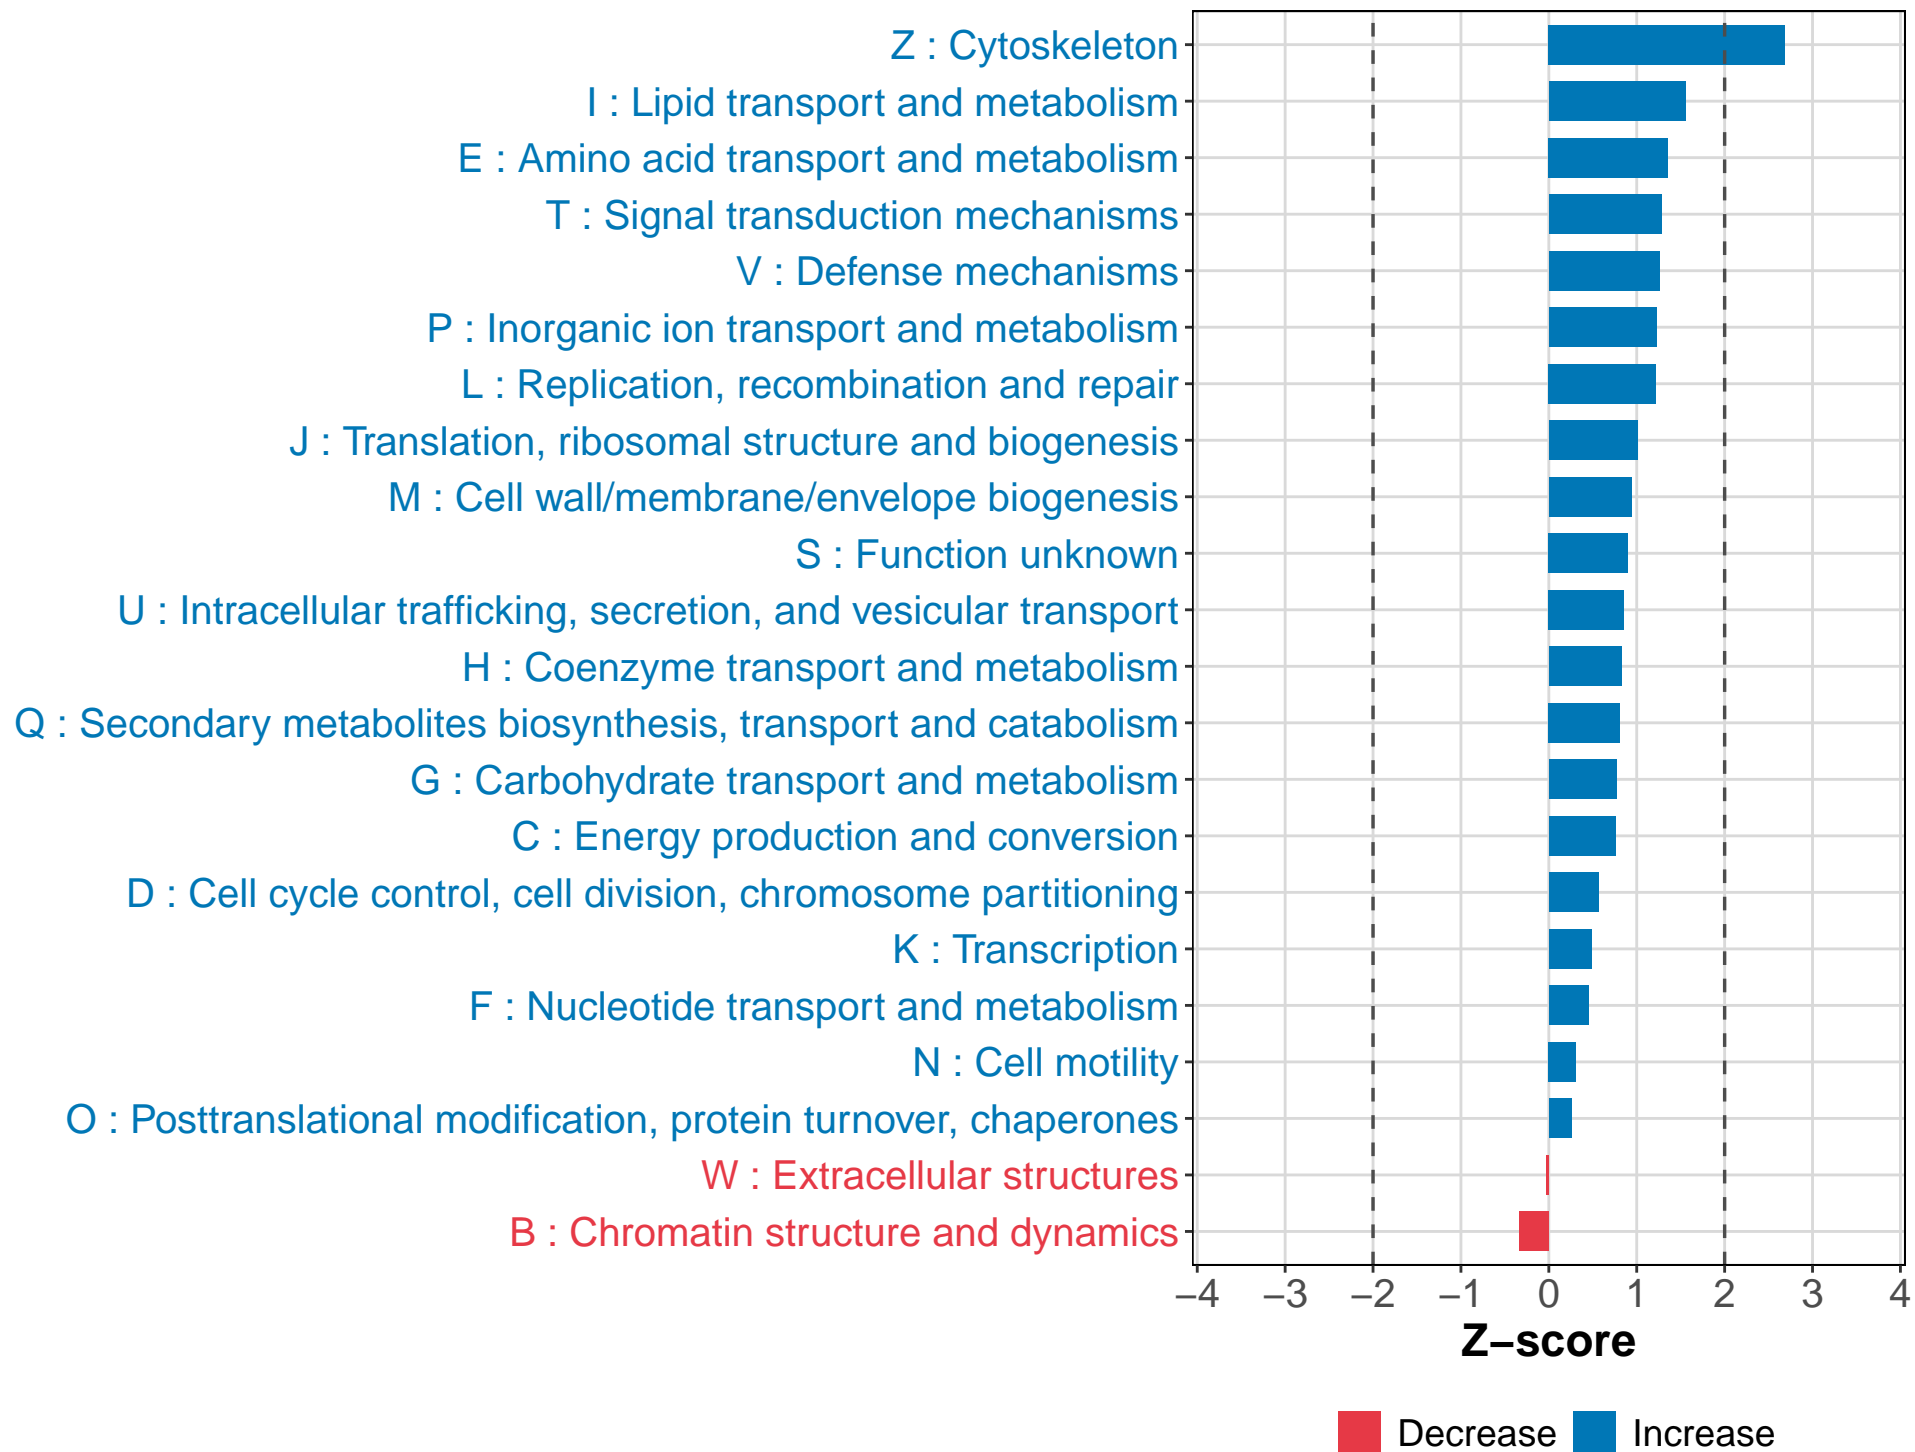 Z : Cytoskeleton
I : Lipid transport and metabolism
E : Amino acid transport and metabolism
T : Signal transduction mechanisms
V : Defense mechanisms
P : Inorganic ion transport and metabolism
L : Replication, recombination and repair
J : Translation, ribosomal structure and biogenesis
M : Cell wall/membrane/envelope biogenesis
S : Function unknown
U : Intracellular trafficking, secretion, and vesicular transport
H : Coenzyme transport and metabolism
Q : Secondary metabolites biosynthesis, transport and catabolism
G : Carbohydrate transport and metabolism
C : Energy production and conversion
D : Cell cycle control, cell division, chromosome partitioning
K : Transcription
F : Nucleotide transport and metabolism
N : Cell motility
O : Posttranslational modification, protein turnover, chaperones
W : Extracellular structures
B : Chromatin structure and dynamics
−4 −3 −2 −1 0 1 2 3 4
Z−score
Decrease Increase